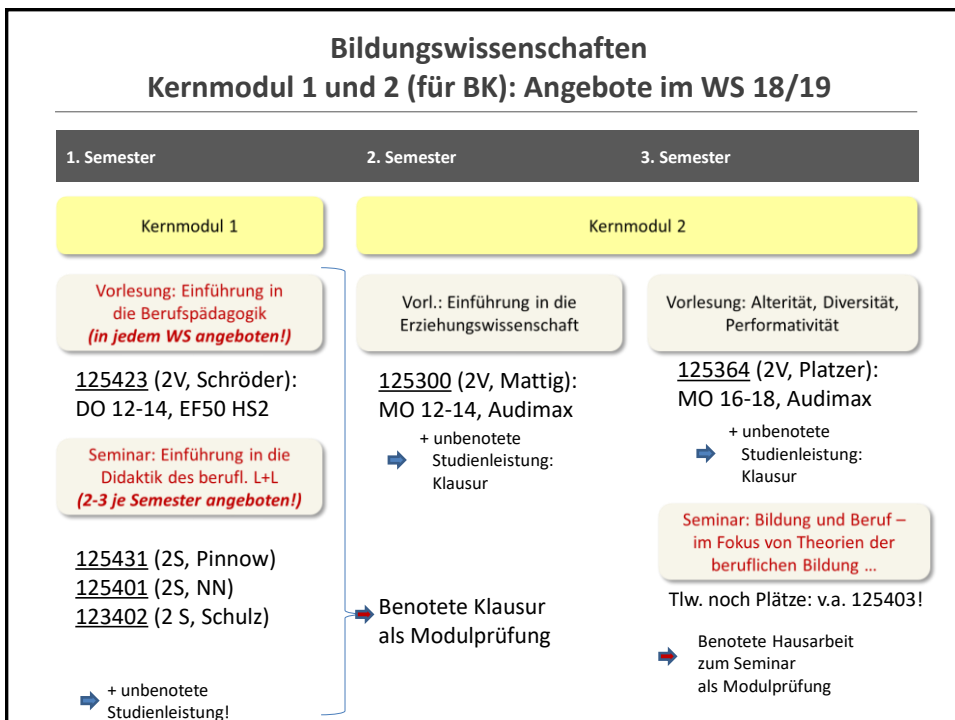 Bildungswissenschaften
Kernmodul 1 und 2 (für BK): Angebote im WS 18/19
1. Semester
2. Semester
3. Semester
Kernmodul 1
Kernmodul 2
Vorlesung: Einführung in
die Berufspädagogik
(in jedem WS angeboten!)
125423 (2V, Schröder):
DO 12-14, EF50 HS2
Seminar: Einführung in die
Didaktik des berufl. L+L
(2-3 je Semester angeboten!)
125431 (2S, Pinnow)
125401 (2S, NN)
123402 (2 S, Schulz)
+ unbenotete
Studienleistung!
Vorl.: Einführung in die
Erziehungswissenschaft
125300 (2V, Mattig):
MO 12-14, Audimax
+ unbenotete
Studienleistung:
Klausur
Benotete Klausur
als Modulprüfung
Vorlesung: Alterität, Diversität,
Performativität
125364 (2V, Platzer):
MO 16-18, Audimax
+ unbenotete
Studienleistung:
Klausur
Seminar: Bildung und Beruf –
im Fokus von Theorien der
beruflichen Bildung ...
Tlw. noch Plätze: v.a. 125403!
Benotete Hausarbeit
zum Seminar
als Modulprüfung